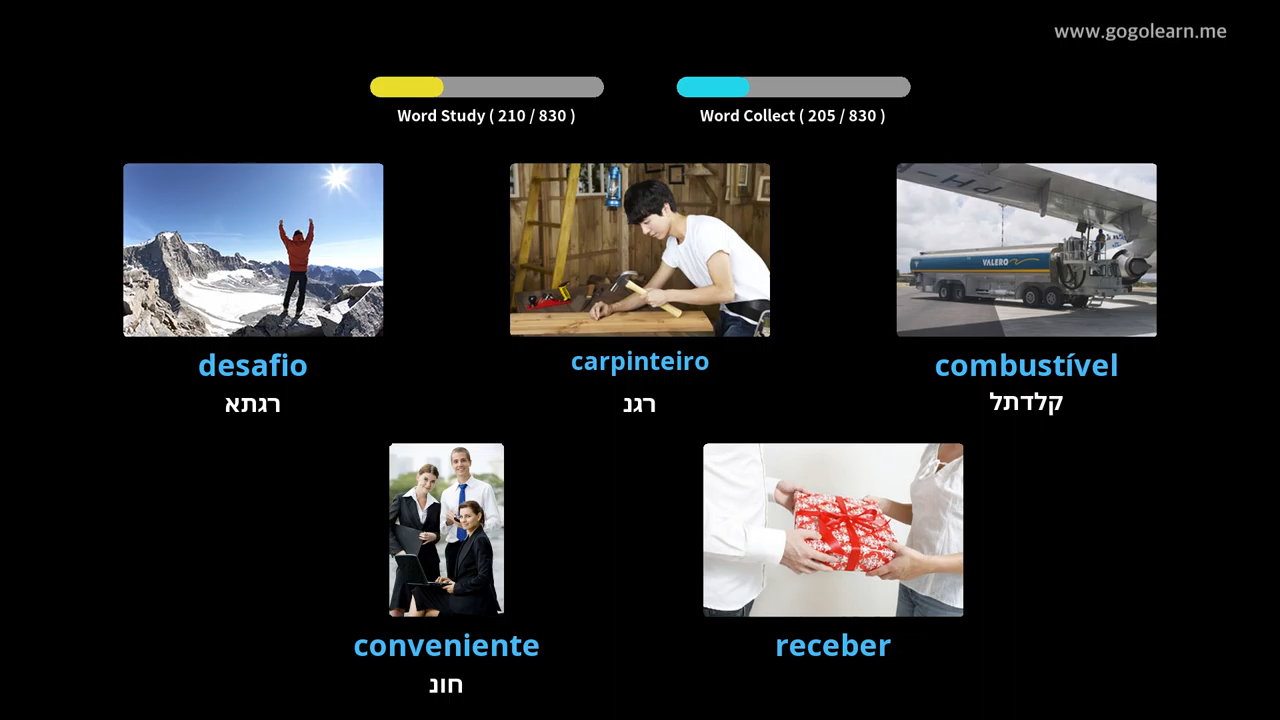 www.gogolearn.me
Word Study ( 210 / 830 )
Word Collect ( 205 / 830 )
VALERO
desafio
רגתא
carpinteiro
רגנ
combustível
קלדתל
conveniente
חונ
receber